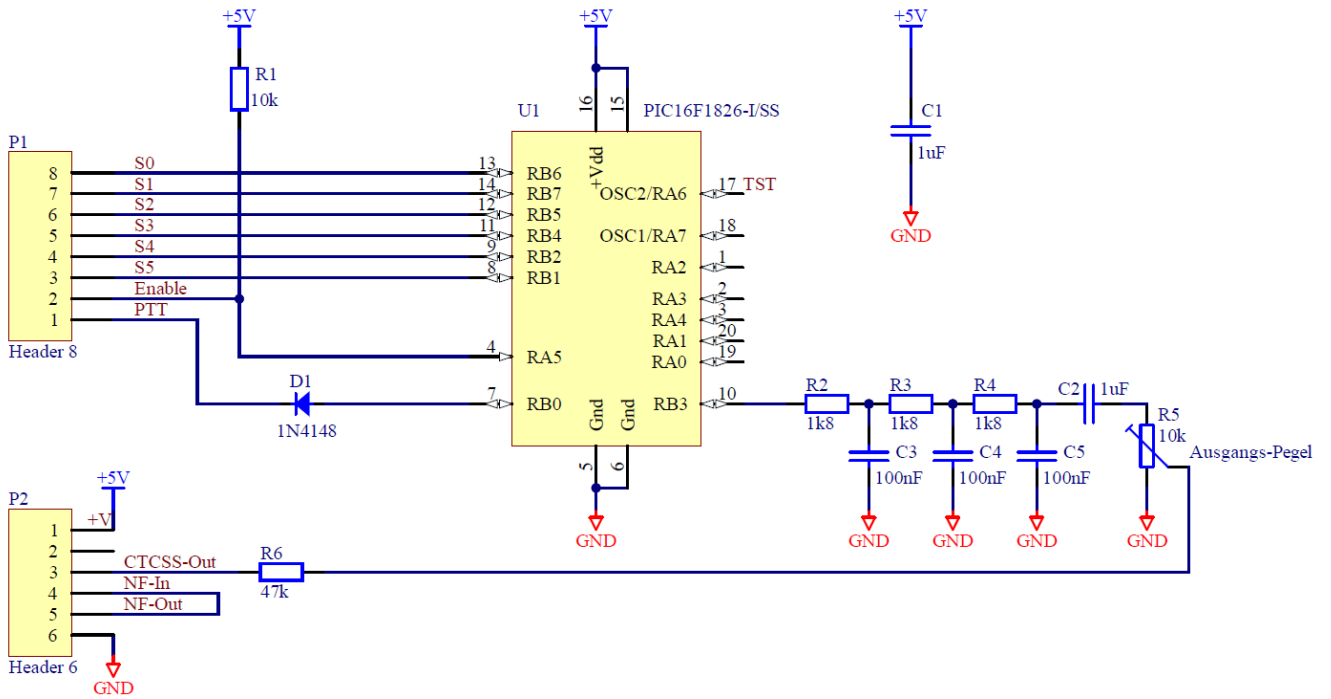 +5V
+5V
+5V
R1
10k
U1
16
15
PIC16F1826-I/SS
C1
1uF
P1
8
S0
13
RB6
+Vdd
7
S1
14
RB7
OSC2/RA6
17
TST
6
S2
12
RB5
5
S3
11
RB4
OSC1/RA7
18
4
S4
9
RB2
RA2
1
3
S5
8
RB1
2
Enable
RA3
2
1
PTT
RA4
3
RA1
20
Header 8
4
RA5
RA0
19
GND
D1
1N4148
7
RB0
Gnd
Gnd
RB3
10
R2
1k8
R3
1k8
R4
1k8
C2
1uF
R5
10k
Ausgangs-Pegel
C3
100nF
C4
100nF
C5
100nF
5
6
GND
GND
GND
GND
GND
+5V
P2
1
+V
2
3
CTCSS-Out
R6
47k
4
NF-In
5
NF-Out
6
Header 6
GND